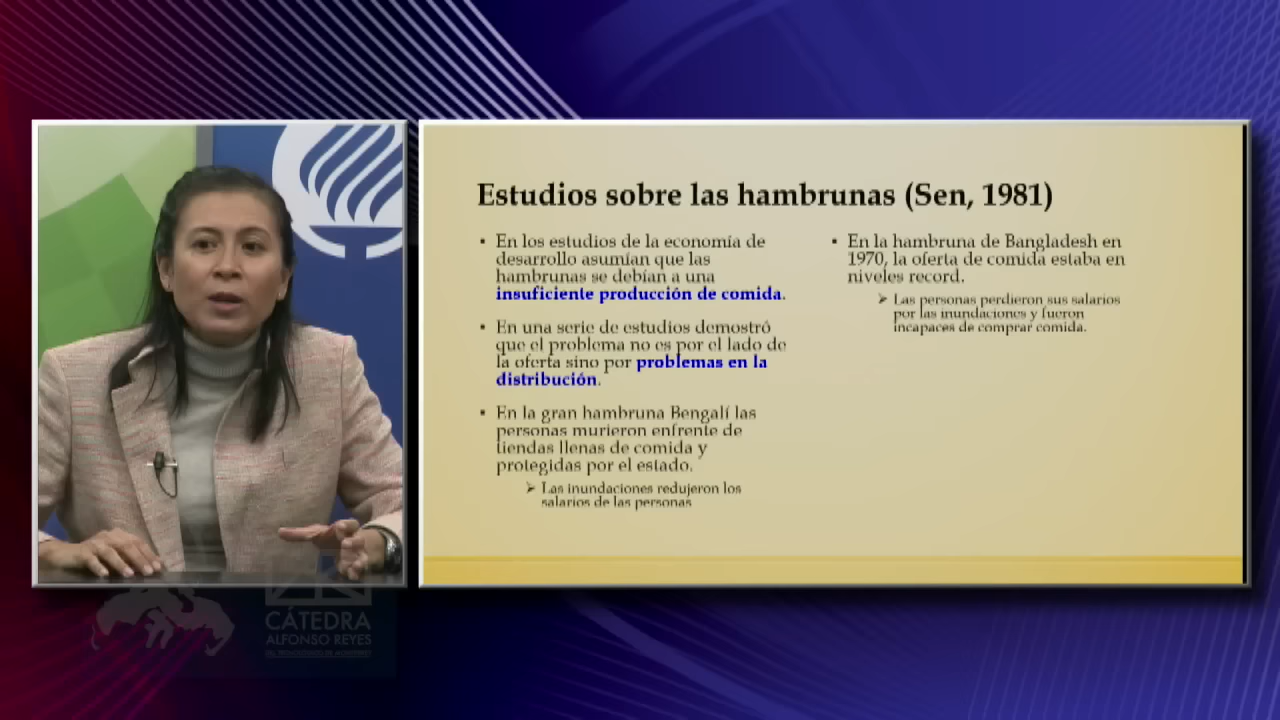 Estudios sobre las hambrunas (Sen, 1981)
▪ En los estudios de la economía de
desarrollo asumían que las
hambrunas se debían a una
insuficiente producción de comida.
▪ En una serie de estudios demostró
que el problema no es por el lado de
la oferta sino por problemas en la
distribución.
▪ En la gran hambruna Bengalí las
personas murieron enfrente de
tiendas llenas de comida y
protegidas por el estado.
➢ Las inundaciones redujeron los
salarios de las personas
▪ En la hambruna de Bangladesh en
1970, la oferta de comida estaba en
niveles record.
➢ Las personas perdieron sus salarios
por las inundaciones y fueron
incapaces de comprar comida.
CÁTEDRA
ALFONSO REYES
DEL TECNOLÓGICO DE MONTERREY